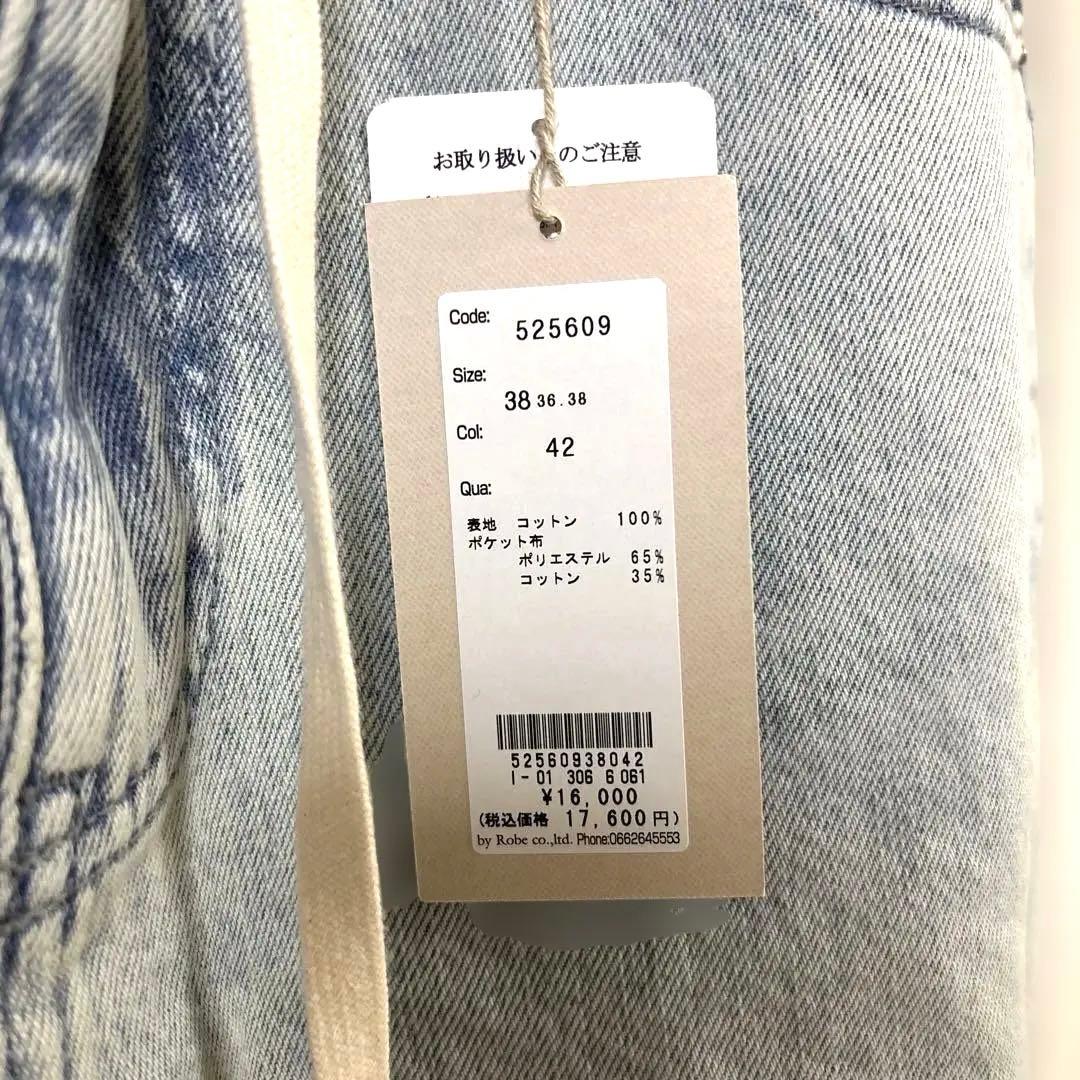 お取り扱い のご注意
Code:
525609
Size:
38 36.38
Col:
42
Qua:
表地 コットン 100%
ポケット布
ポリエステル 65%
コットン 35%
52560938042
I-01 306 6061
¥16,000
(税込価格 17,600円)
by Robe co.,ltd. Phone:0662645553